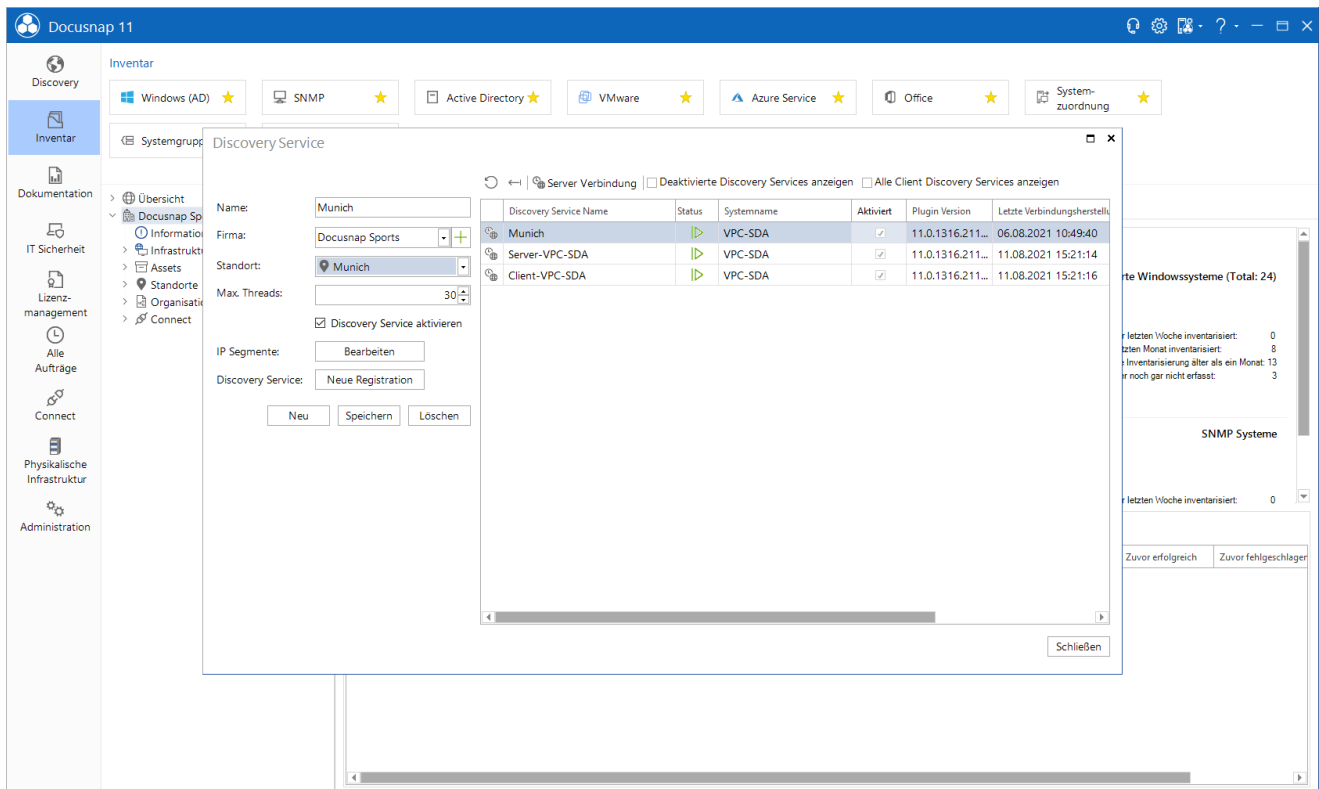 Docusnap 11
Discovery
Inventar
Dokumentation
IT Sicherheit
Lizenz-
management
Alle
Aufträge
Connect
Physikalische
Infrastruktur
Administration
Inventar
Windows (AD)
SNMP
Active Directory
VMware
Azure Service
Office
System-
zuordnung
Systemgrupp
Übersicht
Docusnap Sp
Information
Infrastruktu
Assets
Standorte
Organisatio
Connect
Discovery Service
Name: Munich
Firma: Docusnap Sports
Standort: Munich
Max. Threads: 30
Discovery Service aktivieren
IP Segmente: Bearbeiten
Discovery Service: Neue Registration
Neu Speichern Löschen
Server Verbindung Deaktivierte Discovery Services anzeigen Alle Client Discovery Services anzeigen
Discovery Service Name Status Systemname Aktiviert Plugin Version Letzte Verbindungsherstellu
Munich VPC-SDA 11.0.1316.211... 06.08.2021 10:49:40
Server-VPC-SDA VPC-SDA 11.0.1316.211... 11.08.2021 15:21:14
Client-VPC-SDA VPC-SDA 11.0.1316.211... 11.08.2021 15:21:16
Schließen
rte Windowssysteme (Total: 24)
r letzten Woche inventarisiert: 0
tzten Monat inventarisiert: 8
e Inventarisierung älter als ein Monat: 13
er noch gar nicht erfasst: 3
SNMP Systeme
r letzten Woche inventarisiert: 0
Zuvor erfolgreich Zuvor fehlgeschlagen